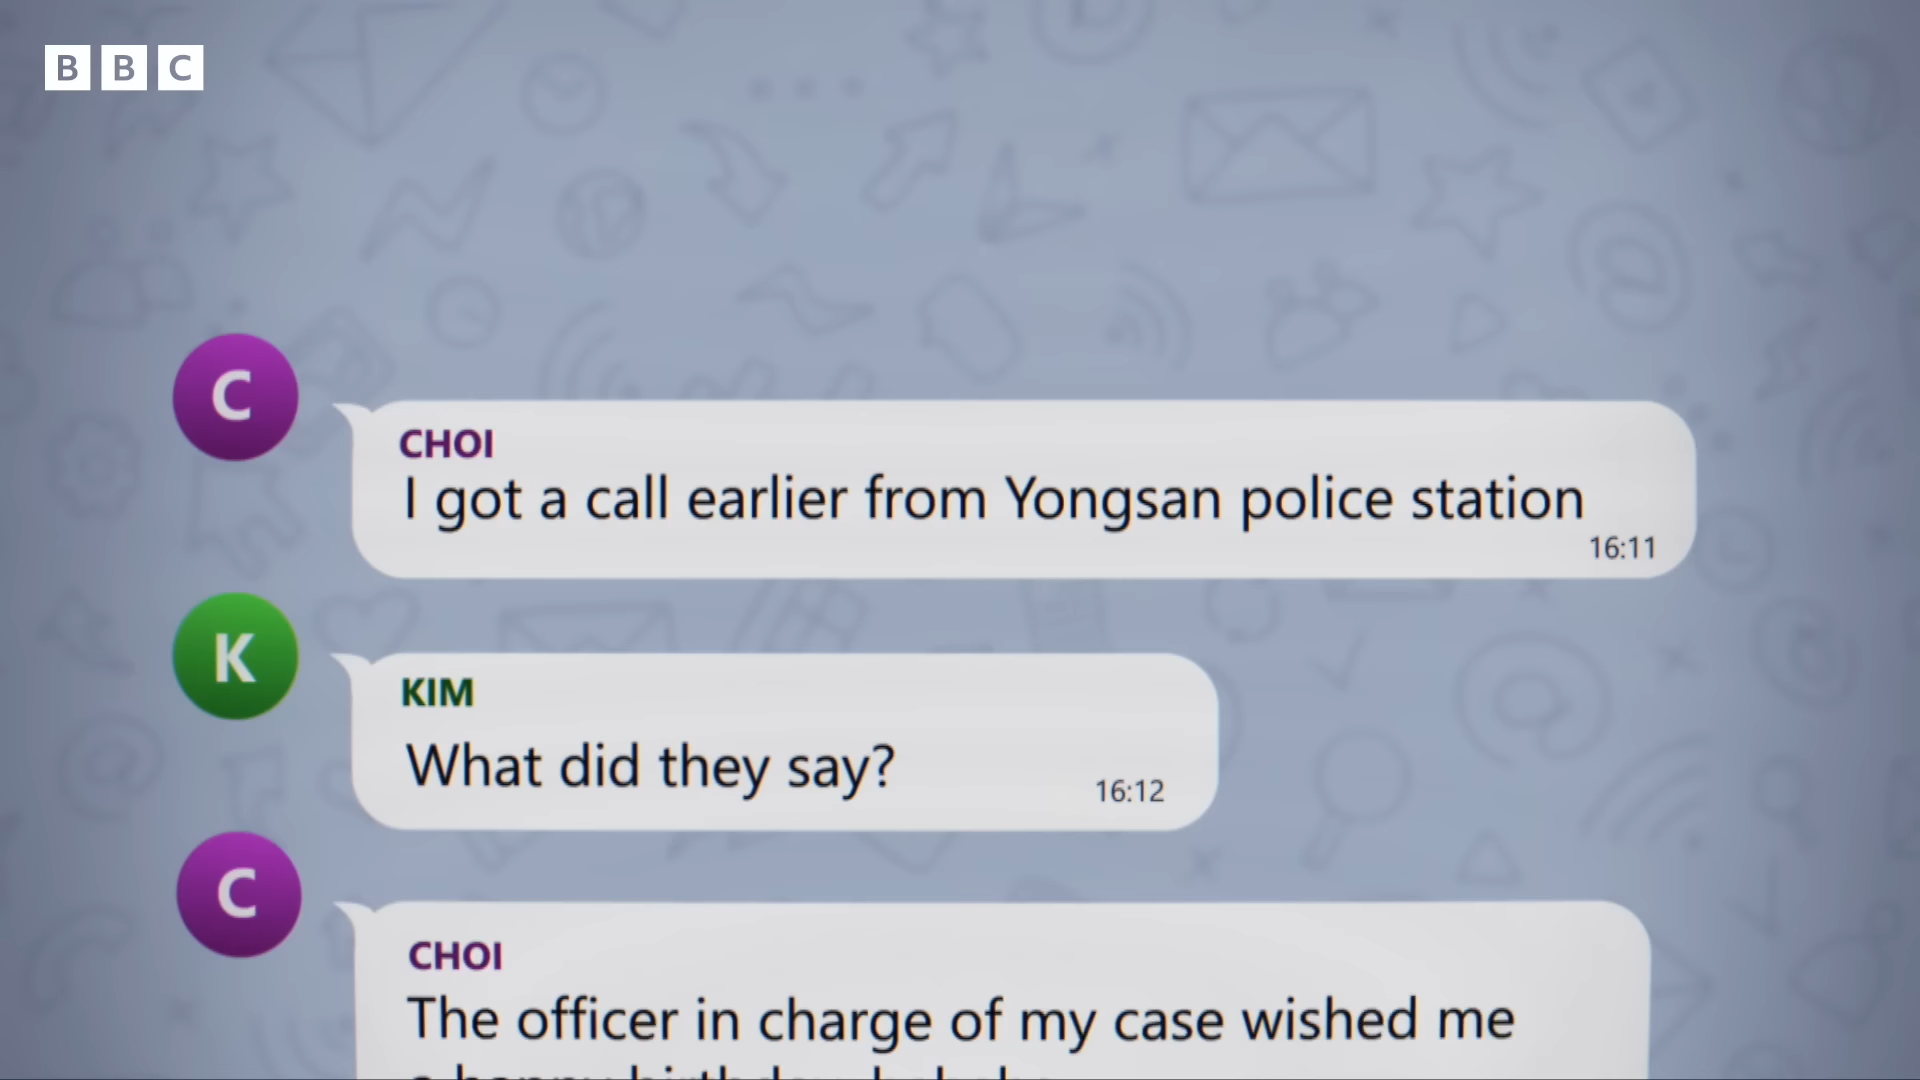 BBC
C
CHOI
I got a call earlier from Yongsan police station
16:11
K
KIM
What did they say?
16:12
C
CHOI
The officer in charge of my case wished me